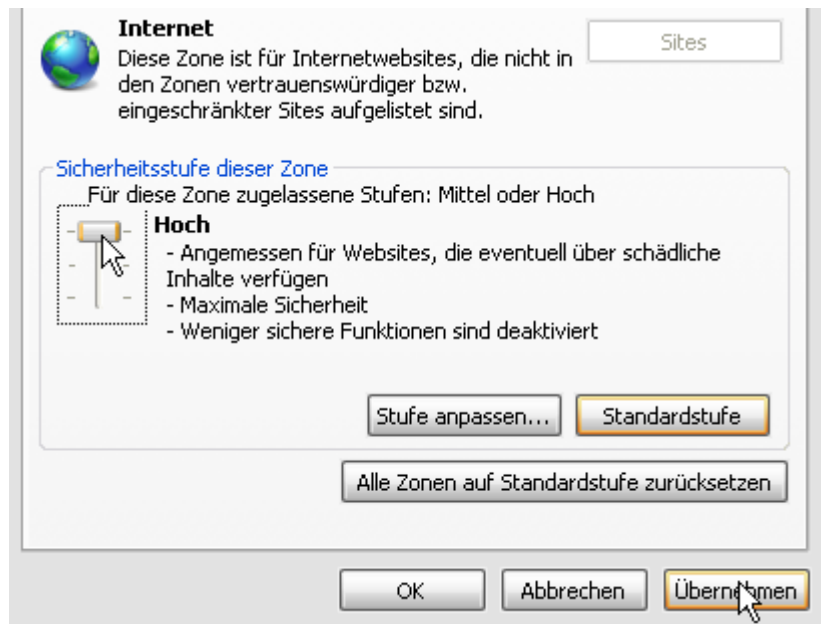 Internet
Sites
Diese Zone ist für Internetwebsites, die nicht in
den Zonen vertrauenswürdiger bzw.
eingeschränkter Sites aufgelistet sind.
Sicherheitsstufe dieser Zone
Für diese Zone zugelassene Stufen: Mittel oder Hoch
Hoch
- Angemessen für Websites, die eventuell über schädliche
Inhalte verfügen
- Maximale Sicherheit
- Weniger sichere Funktionen sind deaktiviert
Stufe anpassen...
Standardstufe
Alle Zonen auf Standardstufe zurücksetzen
OK
Abbrechen
Übernehmen